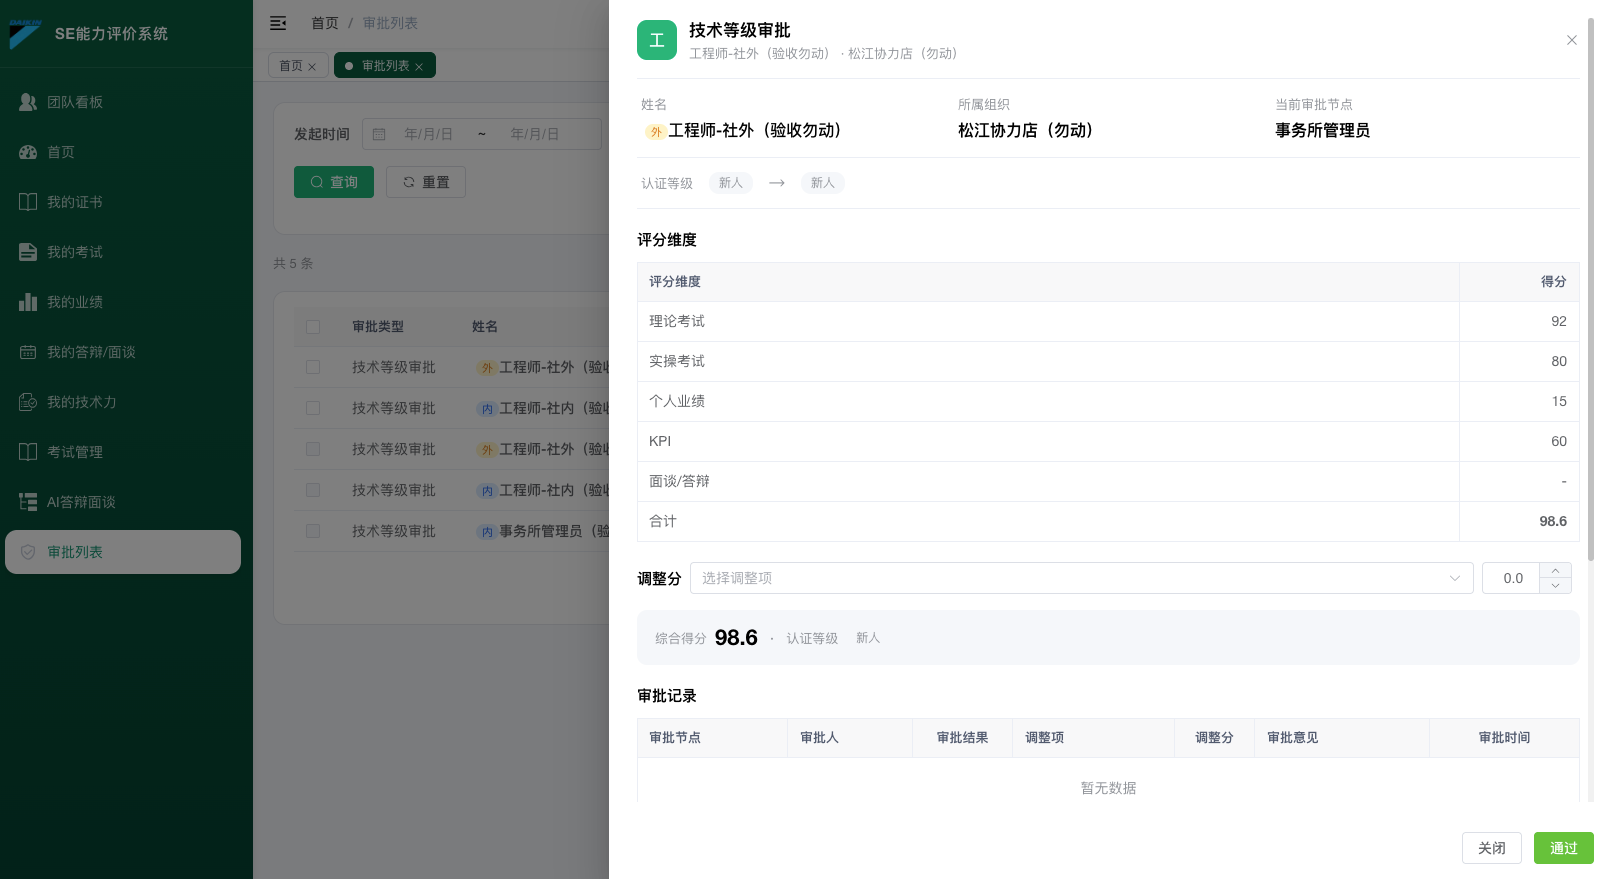 DAIKIN
SE能力评价系统
团队看板
首页
我的证书
我的考试
我的业绩
我的答辩/面谈
我的技术力
考试管理
AI答辩面谈
审批列表
首页 / 审批列表
首页 × 审批列表 ×
发起时间 年/月/日 ~ 年/月/日
查询 重置
共 5 条
审批类型 姓名
技术等级审批 外 工程师-社外（验收
技术等级审批 内 工程师-社内（验收
技术等级审批 外 工程师-社外（验收
技术等级审批 内 工程师-社内（验收
技术等级审批 内 事务所管理员（验
工 技术等级审批
工程师-社外（验收勿动） · 松江协力店（勿动）
姓名 所属组织 当前审批节点
外 工程师-社外（验收勿动） 松江协力店（勿动） 事务所管理员
认证等级 新人 → 新人
评分维度
评分维度 得分
理论考试 92
实操考试 80
个人业绩 15
KPI 60
面谈/答辩 -
合计 98.6
调整分 选择调整项 0.0
综合得分 98.6 · 认证等级 新人
审批记录
审批节点 审批人 审批结果 调整项 调整分 审批意见 审批时间
暂无数据
关闭 通过